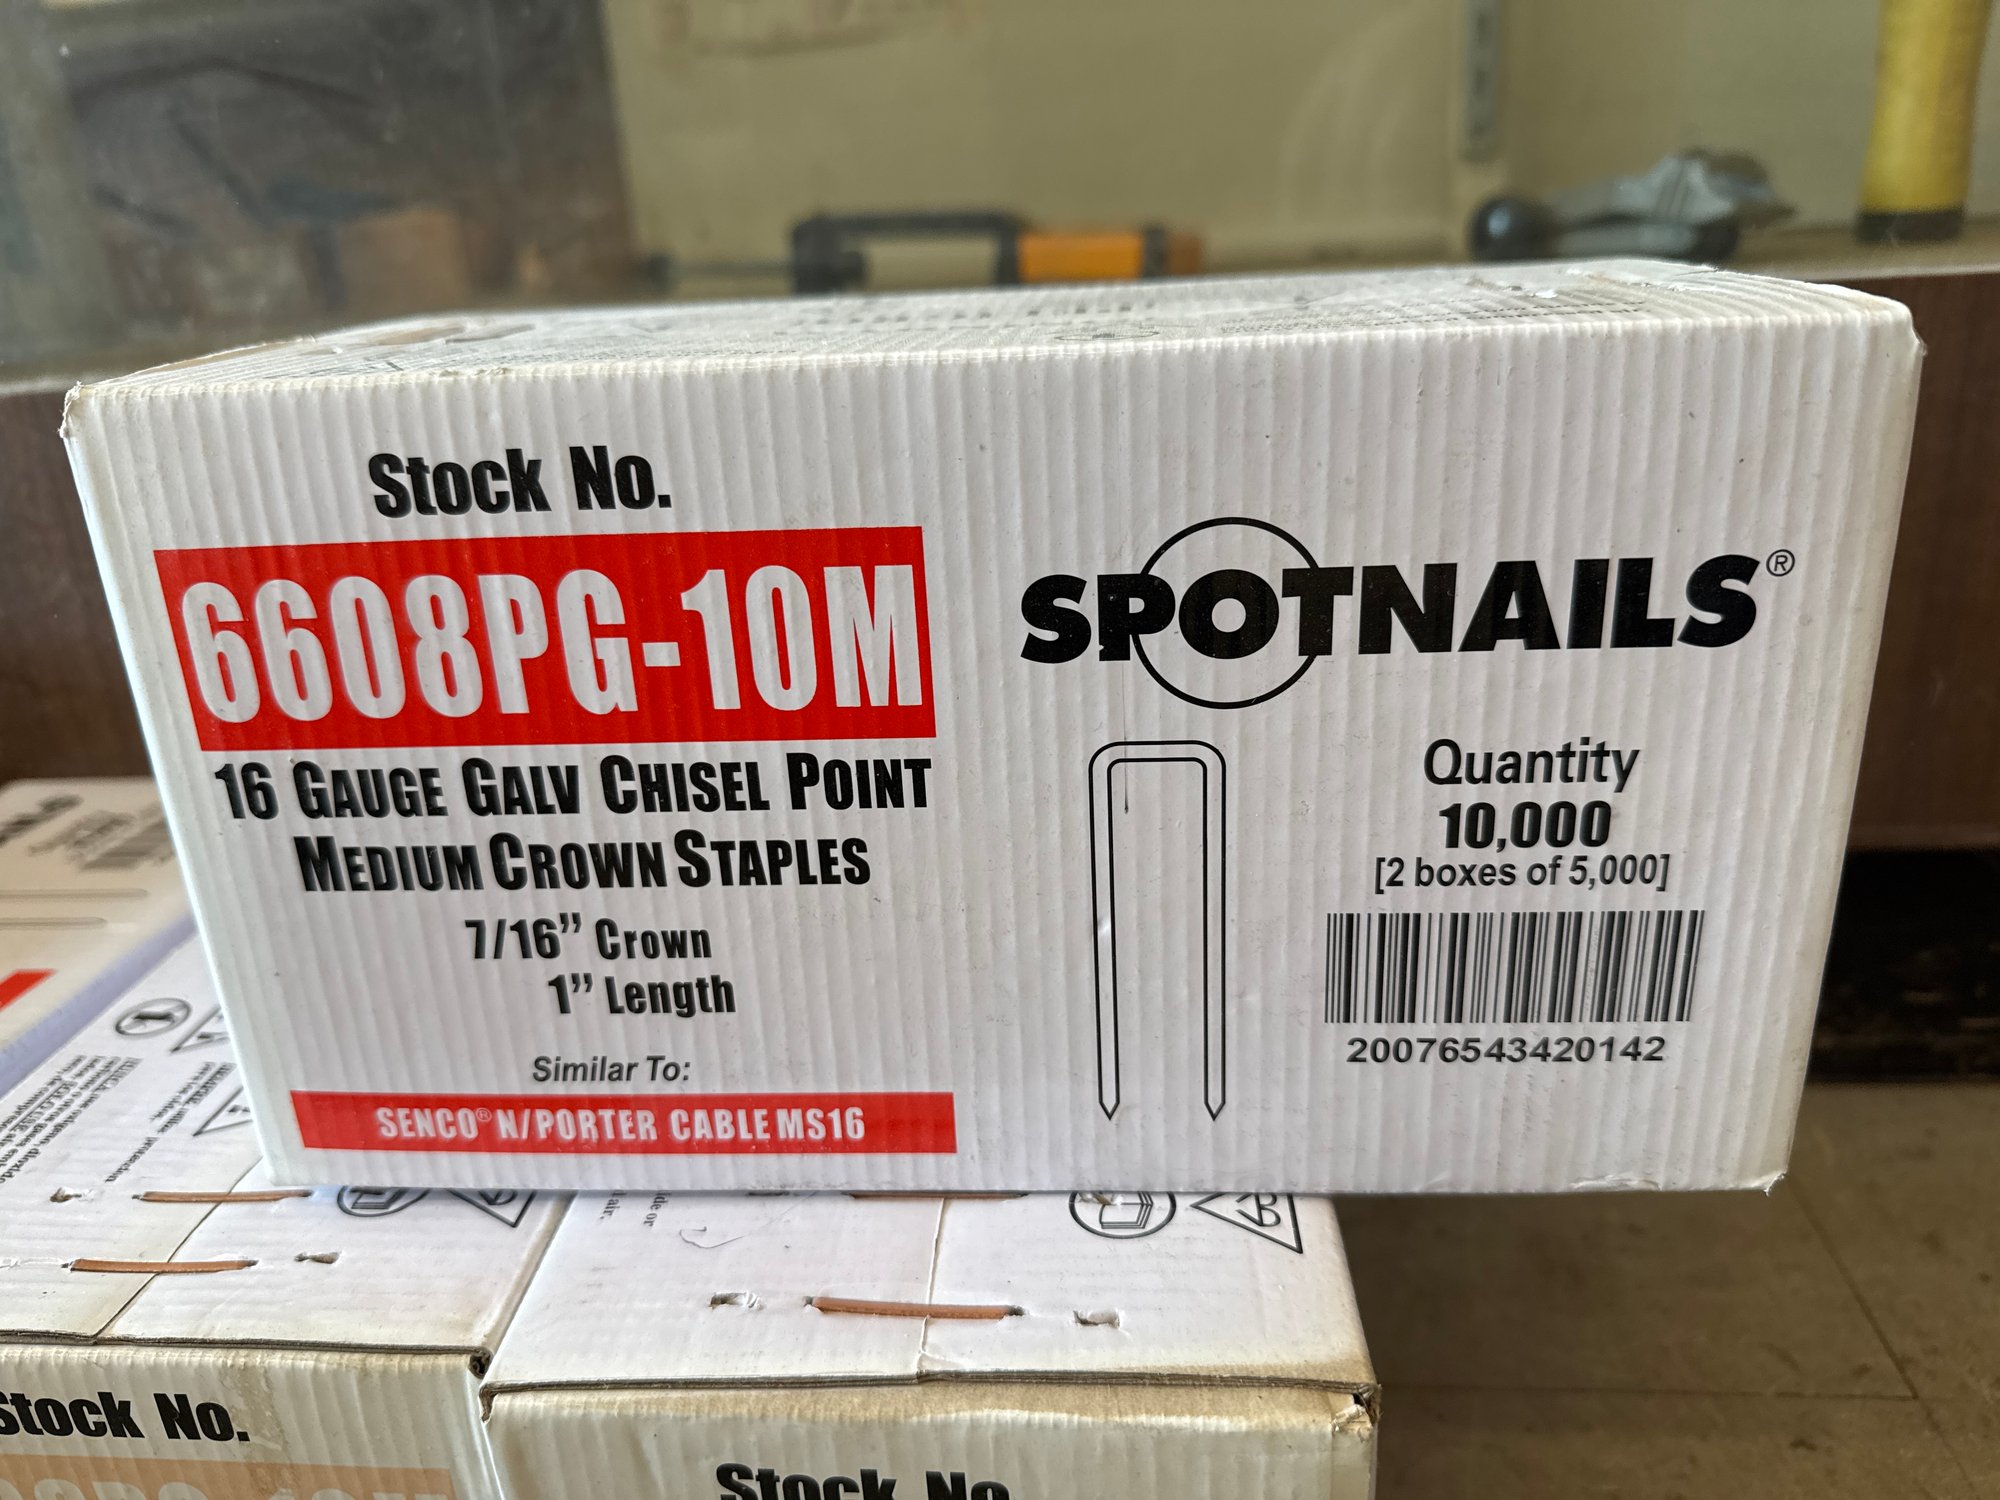 Stock No.
6608PG-10M
16 GAUGE GALV CHISEL POINT
MEDIUM CROWN STAPLES
7/16” Crown
1” Length
Similar To:
SENCO® N/PORTER CABLE MS16
SPOTNAILS®
Quantity
10,000
[2 boxes of 5,000]
20076543420142
Stock No.
Stock No.